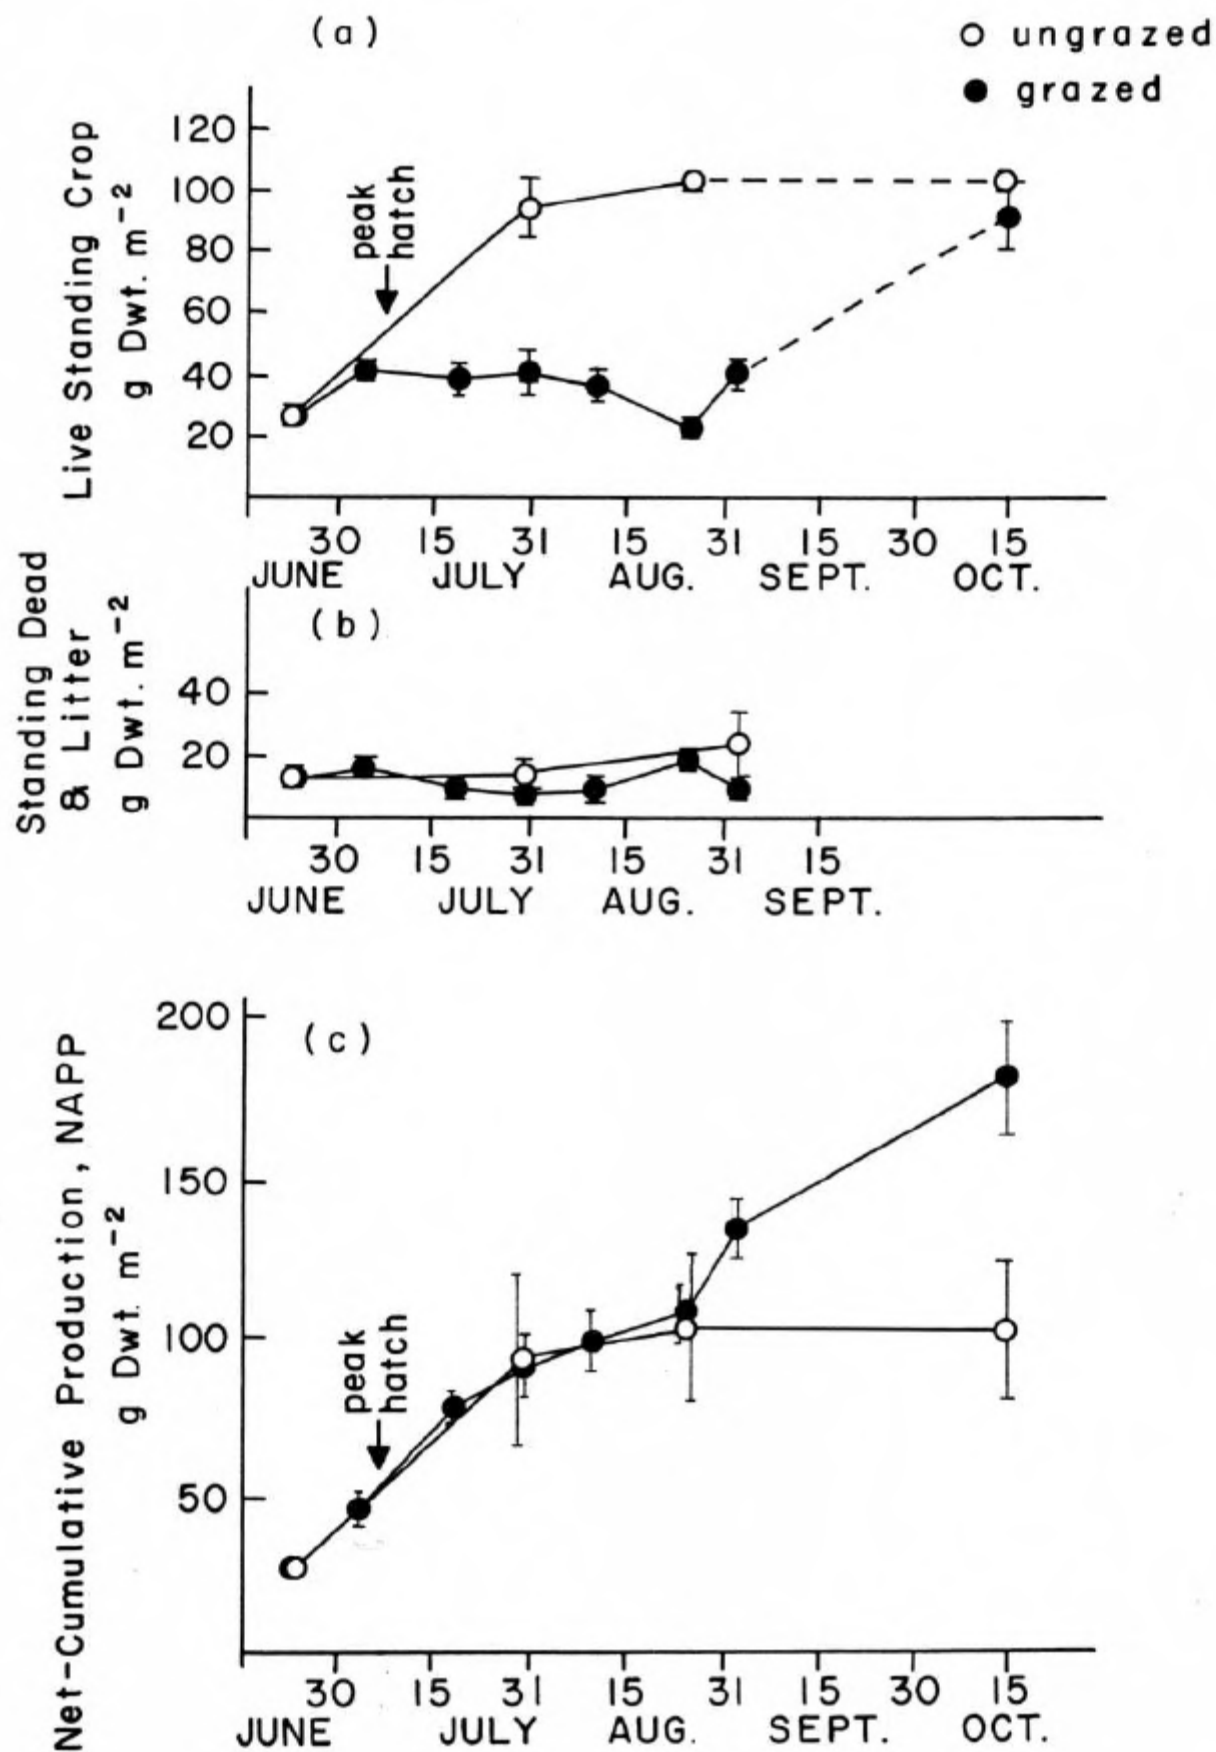 (a)
○ ungrazed
● grazed
Live Standing Crop
g Dwt. m⁻²
120
100
80
60
40
20
peak
hatch
30 15 31 15 31 15 30 15
JUNE JULY AUG. SEPT. OCT.
(b)
Standing Dead
& Litter
g Dwt. m⁻²
40
20
30 15 31 15 31 15
JUNE JULY AUG. SEPT.
(c)
Net-Cumulative Production, NAPP
g Dwt. m⁻²
200
150
100
50
peak
hatch
30 15 31 15 31 15 30 15
JUNE JULY AUG. SEPT. OCT.